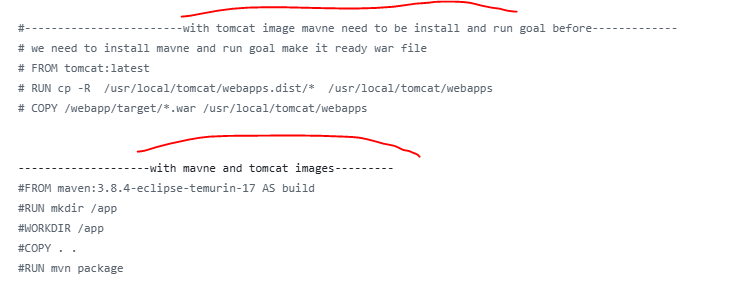 #------------------------with tomcat image mavne need to be install and run goal before-------------
# we need to install mavne and run goal make it ready war file
# FROM tomcat:latest
# RUN cp -R  /usr/local/tomcat/webapps.dist/*  /usr/local/tomcat/webapps
# COPY /webapp/target/*.war /usr/local/tomcat/webapps
--------------------with mavne and tomcat images---------
#FROM maven:3.8.4-eclipse-temurin-17 AS build
#RUN mkdir /app
#WORKDIR /app
#COPY . .
#RUN mvn package